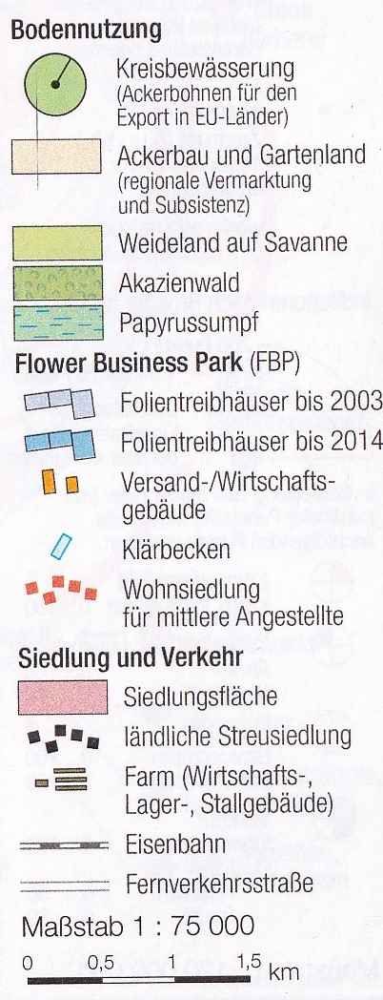 Bodennutzung
Kreisbewässerung
(Ackerbohnen für den
Export in EU-Länder)
Ackerbau und Gartenland
(regionale Vermarktung
und Subsistenz)
Weideland auf Savanne
Akazienwald
Papyrussumpf
Flower Business Park (FBP)
Folientreibhäuser bis 2003
Folientreibhäuser bis 2014
Versand-/Wirtschafts-
gebäude
Klärbecken
Wohnsiedlung
für mittlere Angestellte
Siedlung und Verkehr
Siedlungsfläche
ländliche Streusiedlung
Farm (Wirtschafts-,
Lager-, Stallgebäude)
Eisenbahn
Fernverkehrsstraße
Maßstab 1 : 75 000
0 0,5 1 1,5 km